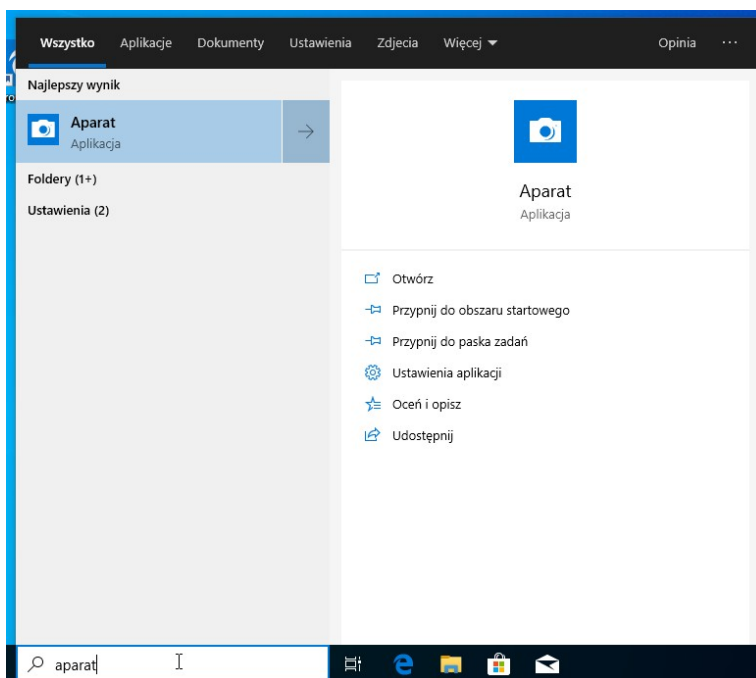 Wszystko Aplikacje Dokumenty Ustawienia Zdjecia Więcej Opinia ...
Najlepszy wynik
Aparat
Aplikacja
Foldery (1+)
Ustawienia (2)
Aparat
Aplikacja
Otwórz
Przypnij do obszaru startowego
Przypnij do paska zadań
Ustawienia aplikacji
Oceń i opisz
Udostępnij
aparat